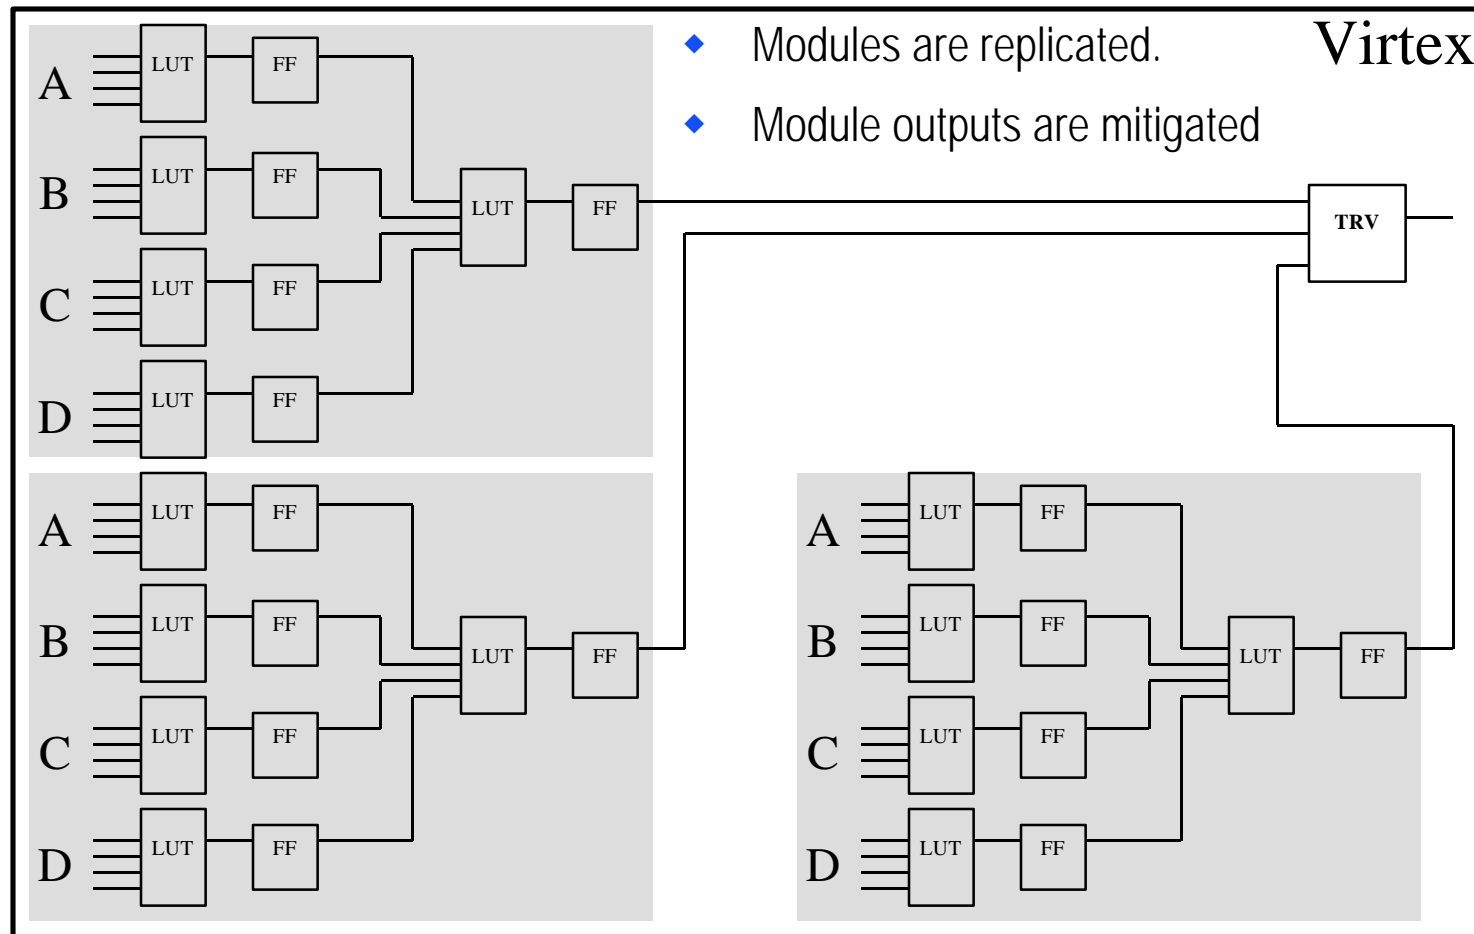 Modules are replicated.
Virtex
Module outputs are mitigated
A LUT FF
B LUT FF
LUT FF
TRV
C LUT FF
D LUT FF
A LUT FF
B LUT FF
LUT FF
C LUT FF
D LUT FF
A LUT FF
B LUT FF
LUT FF
C LUT FF
D LUT FF